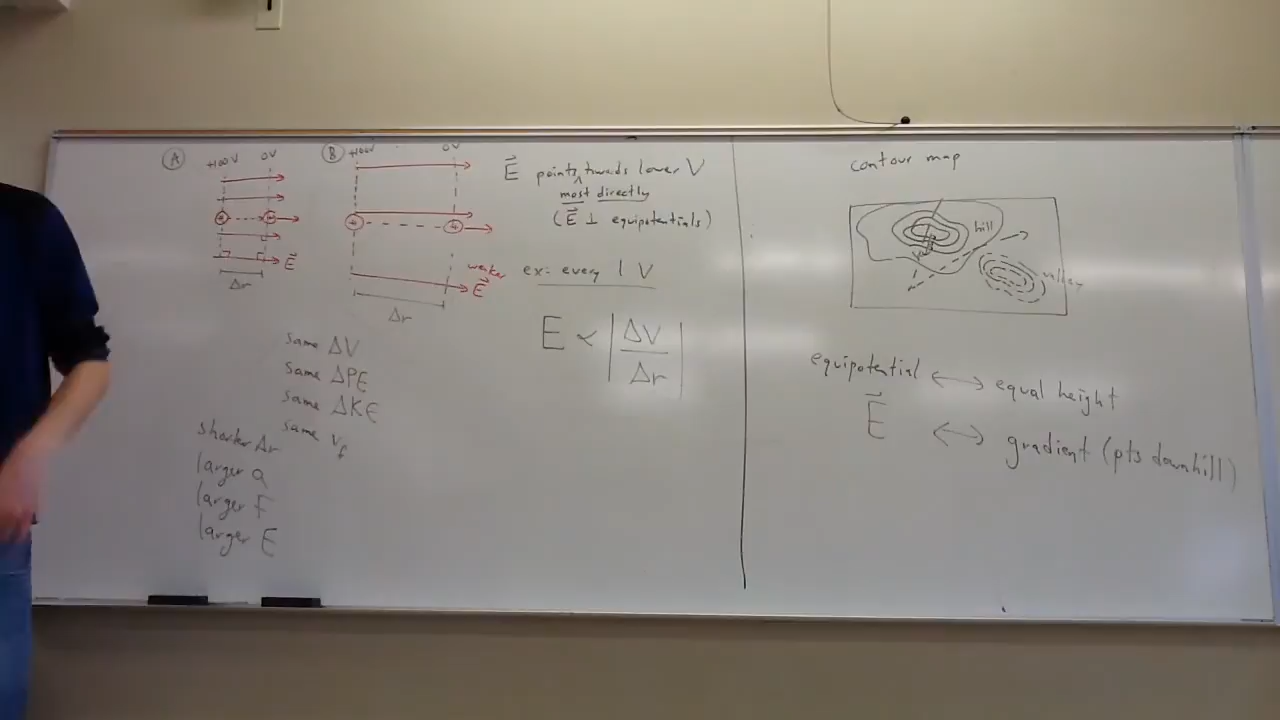 A
+100V
0V
E
Δr
B
+100V
0V
weaker
E
Δr
same ΔV
same ΔPE
same ΔKE
same v_f
shorter Δr
larger a
larger F
larger E
E points towards lower V
^
most directly
(E ⊥ equipotentials)
ex: every 1 V
E ∝ |ΔV/Δr|
contour map
hill
valley
equipotential ↔ equal height
E ↔ gradient (pts downhill)